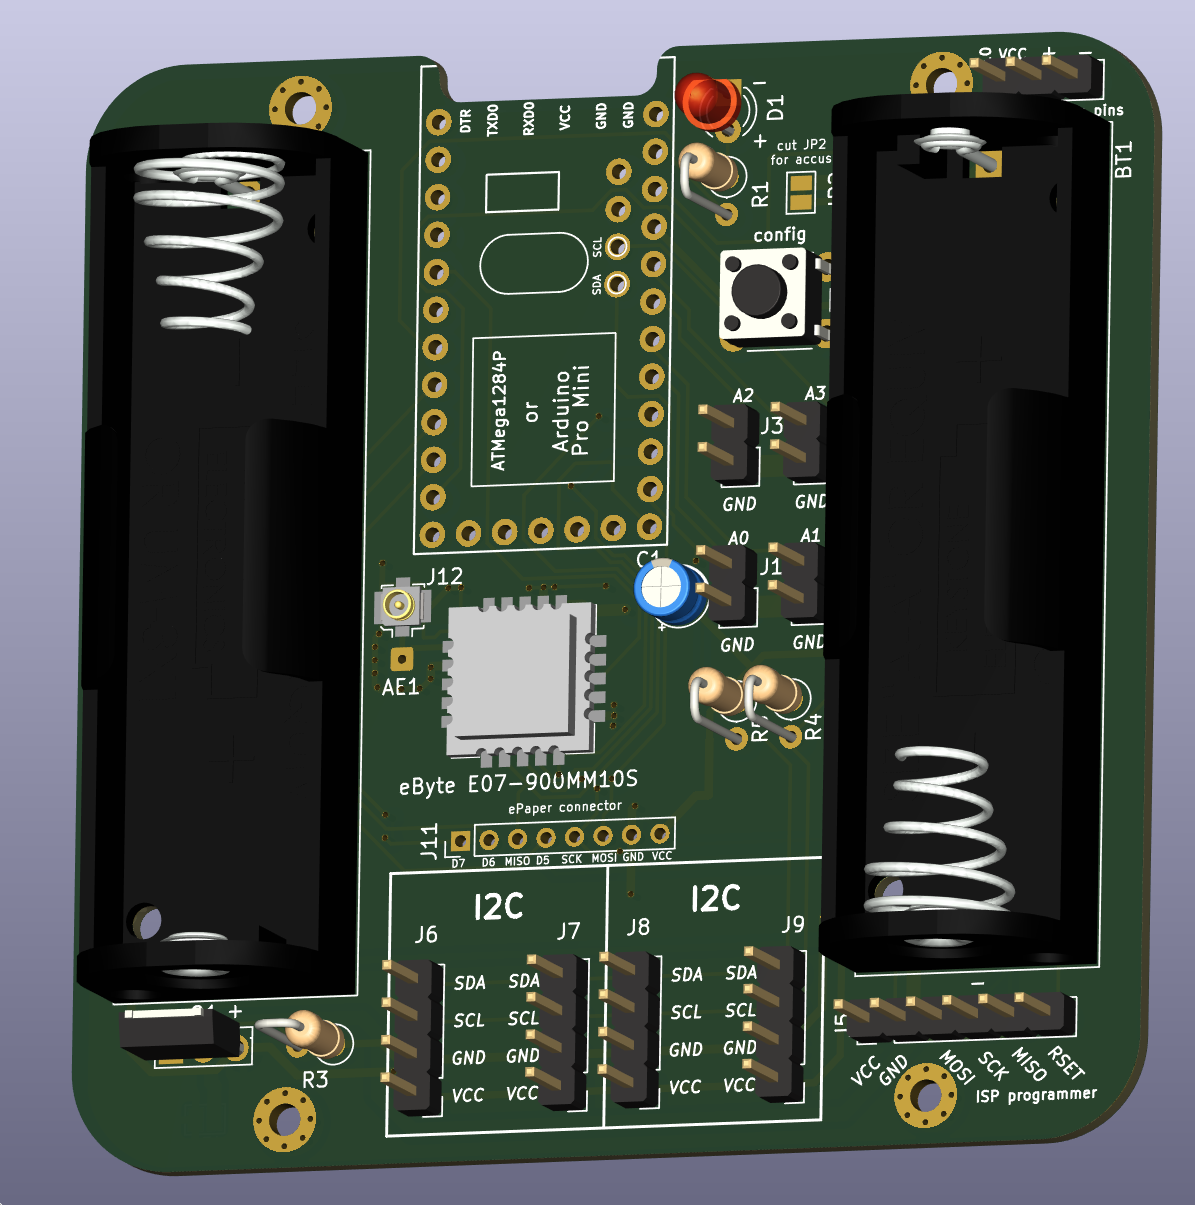 VCC + −
pins
BT1
DTR
TXD0
RXD0
VCC
GND
GND
−
D1
+
cut JP2
for accus
R1
config
SCL
SDA
ATMega1284P
or
Arduino
Pro Mini
A2
A3
J3
GND
GND
A0
A1
J1
C1
+
GND
GND
J12
AE1
R4
eBYte E07-900MM10S
ePaper connector
J11
D7 D6 MISO D5 SCK MOSI GND VCC
I2C
I2C
J6
J7
J8
J9
SDA
SDA
SDA
SDA
SCL
SCL
SCL
SCL
GND
GND
GND
GND
VCC
VCC
VCC
VCC
+
R3
−
VCC
GND
MOSI
SCK
MISO
RSET
ISP programmer